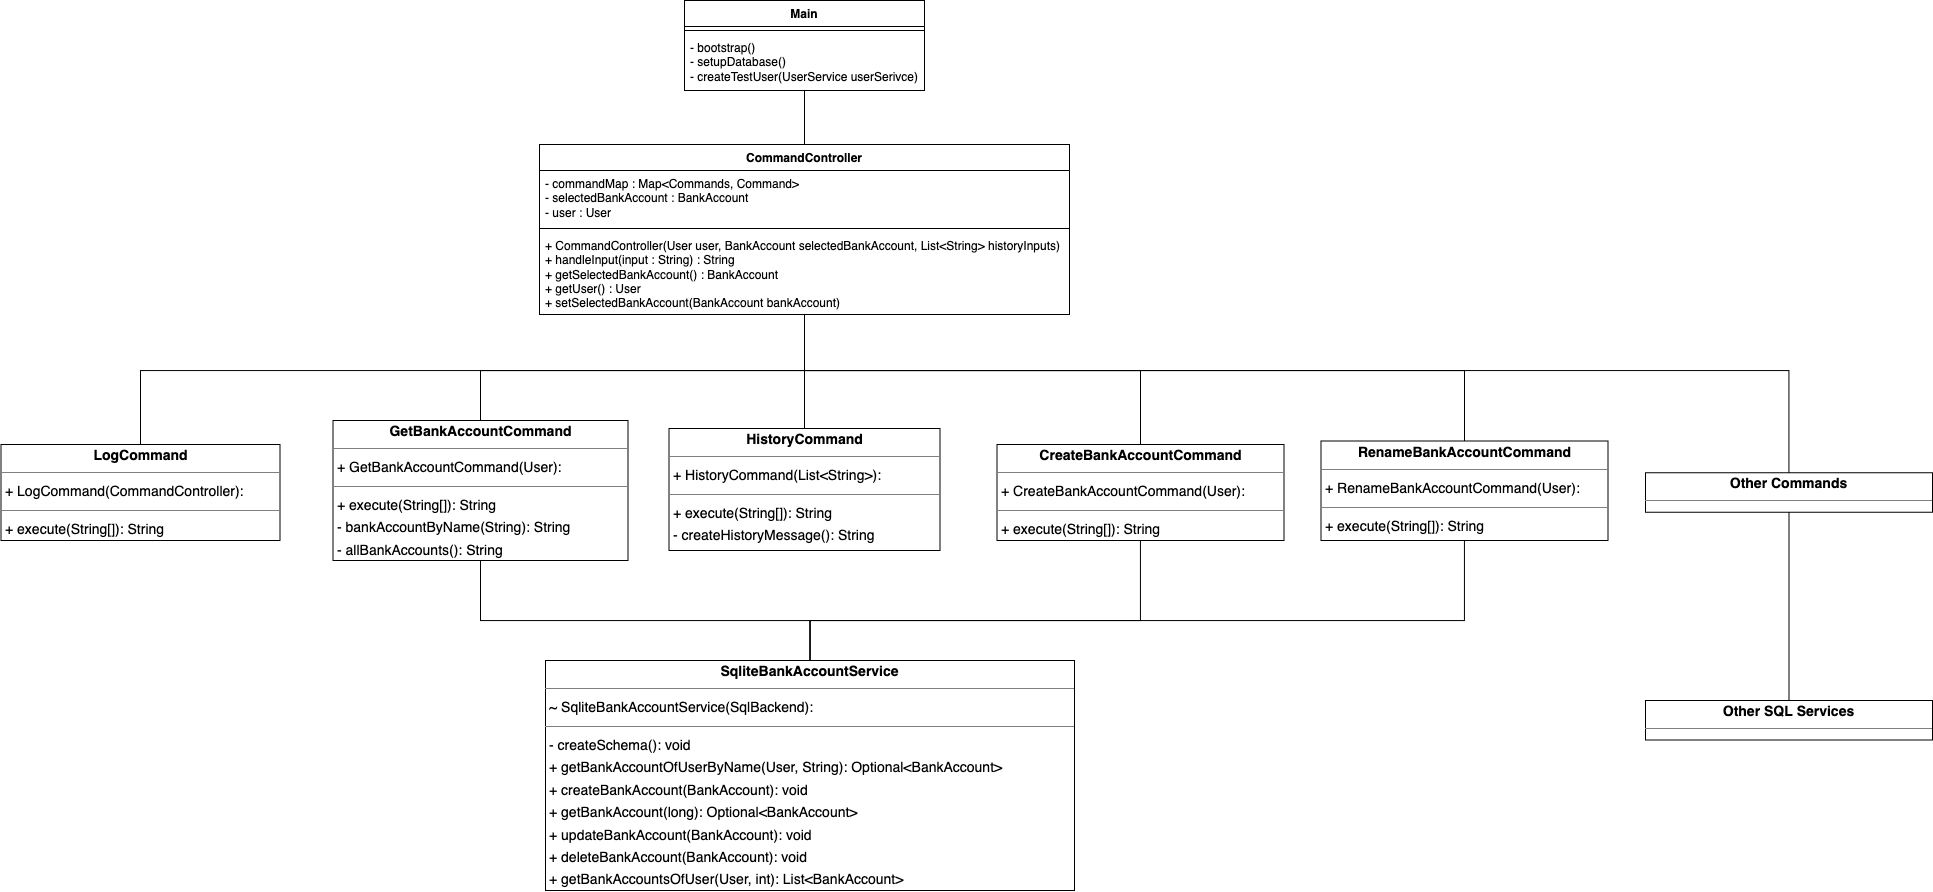 Main
- bootstrap()
- setupDatabase()
- createTestUser(UserService userSerivce)
CommandController
- commandMap : Map<Commands, Command>
- selectedBankAccount : BankAccount
- user : User
+ CommandController(User user, BankAccount selectedBankAccount, List<String> historyInputs)
+ handleInput(input : String) : String
+ getSelectedBankAccount() : BankAccount
+ getUser() : User
+ setSelectedBankAccount(BankAccount bankAccount)
LogCommand
+ LogCommand(CommandController):
+ execute(String[]): String
GetBankAccountCommand
+ GetBankAccountCommand(User):
+ execute(String[]): String
- bankAccountByName(String): String
- allBankAccounts(): String
HistoryCommand
+ HistoryCommand(List<String>):
+ execute(String[]): String
- createHistoryMessage(): String
CreateBankAccountCommand
+ CreateBankAccountCommand(User):
+ execute(String[]): String
RenameBankAccountCommand
+ RenameBankAccountCommand(User):
+ execute(String[]): String
Other Commands
SqliteBankAccountService
~ SqliteBankAccountService(SqlBackend):
- createSchema(): void
+ getBankAccountOfUserByName(User, String): Optional<BankAccount>
+ createBankAccount(BankAccount): void
+ getBankAccount(long): Optional<BankAccount>
+ updateBankAccount(BankAccount): void
+ deleteBankAccount(BankAccount): void
+ getBankAccountsOfUser(User, int): List<BankAccount>
Other SQL Services